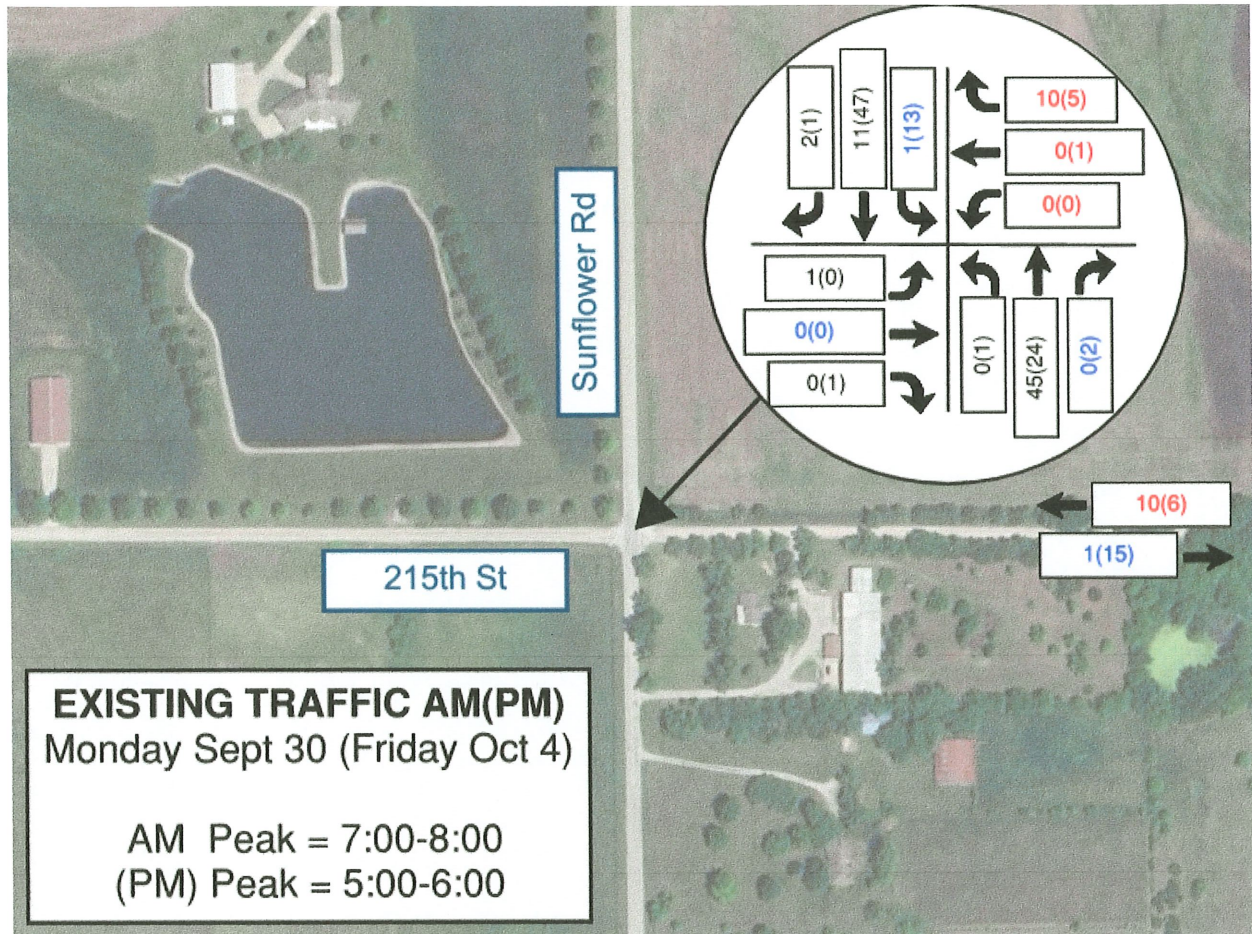 2(1)
11(47)
1(13)
10(5)
0(1)
0(0)
1(0)
0(0)
0(1)
0(1)
45(24)
0(2)
Sunflower Rd
10(6)
1(15)
215th St
EXISTING TRAFFIC AM(PM)
Monday Sept 30 (Friday Oct 4)
AM Peak = 7:00-8:00
(PM) Peak = 5:00-6:00